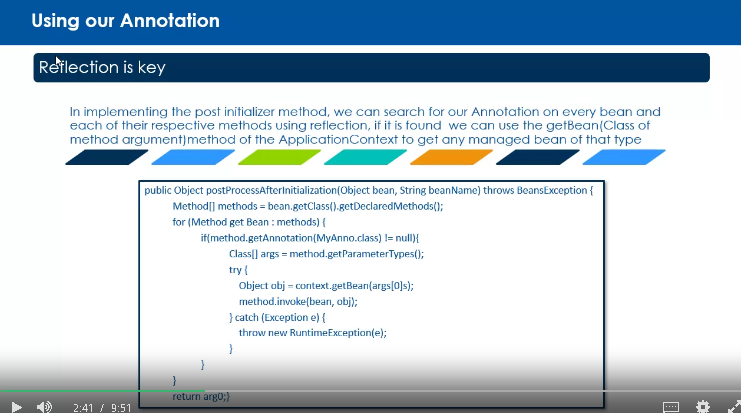 Using our Annotation
Reflection is key
In implementing the post initializer method, we can search for our Annotation on every bean and
each of their respective methods using reflection, if it is found we can use the getBean(Class of
method argument)method of the ApplicationContext to get any managed bean of that type
public Object postProcessAfterInitialization(Object bean, String beanName) throws BeansException {
Method[] methods = bean.getClass().getDeclaredMethods();
for (Method get Bean : methods) {
if(method.getAnnotation(MyAnno.class) != null){
Class[] args = method.getParameterTypes();
try {
Object obj = context.getBean(args[0]s);
method.invoke(bean, obj);
} catch (Exception e) {
throw new RuntimeException(e);
}
}
}
return arg0;}
2:41 / 9:51